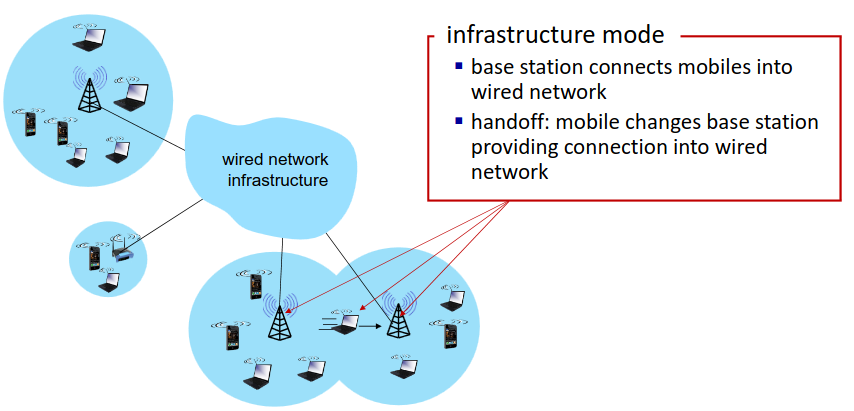 infrastructure mode
▪ base station connects mobiles into
wired network
▪ handoff: mobile changes base station
providing connection into wired
network
wired network
infrastructure